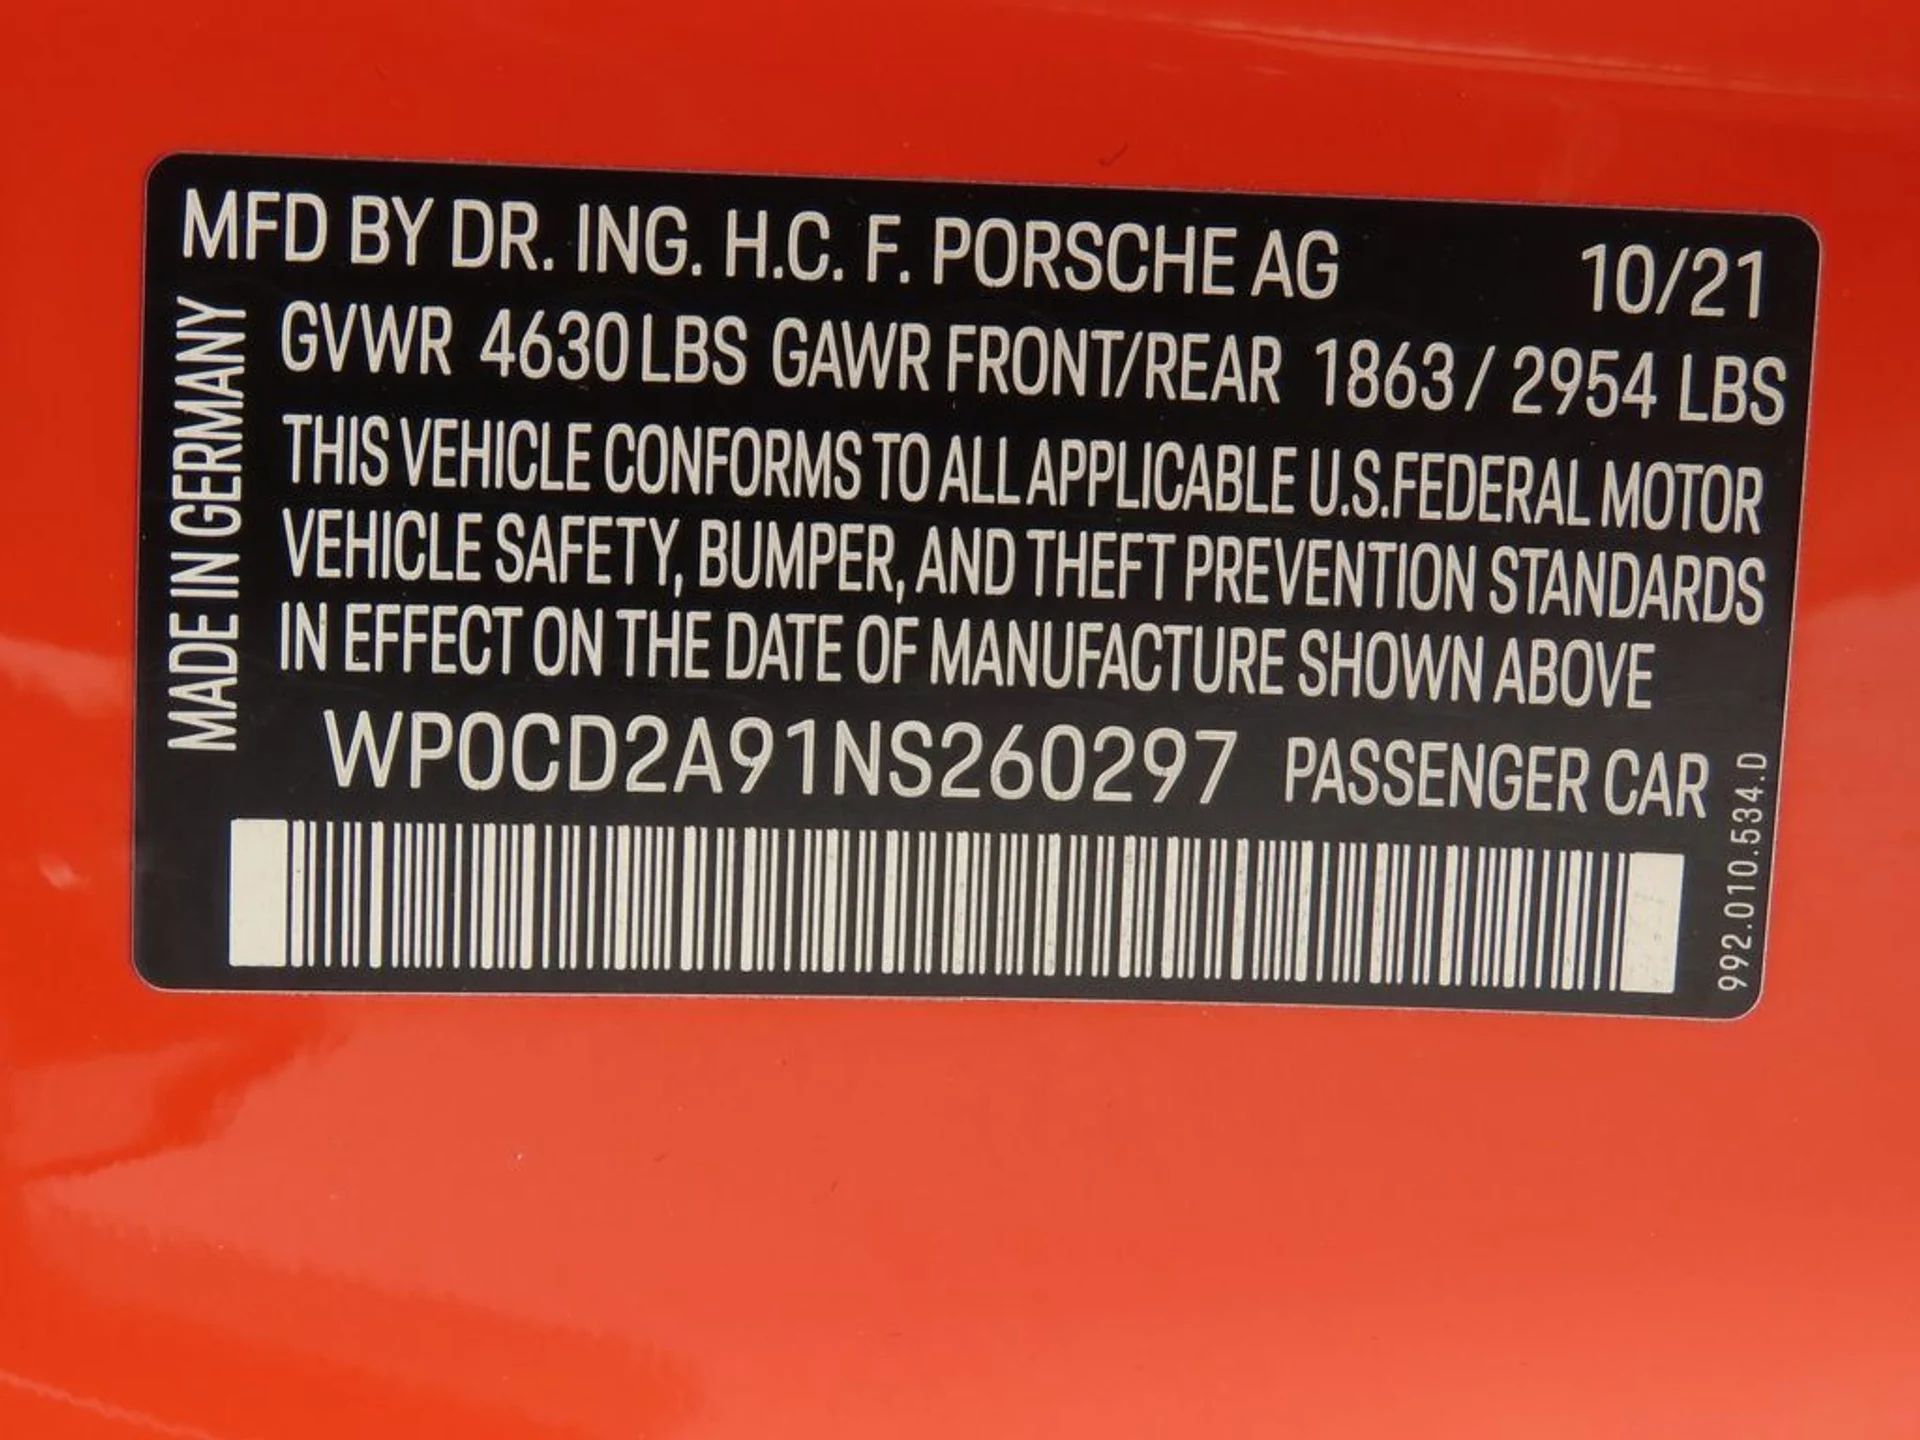 MFD BY DR. ING. H.C. F. PORSCHE AG 10/21
MADE IN GERMANY
GVWR 4630 LBS GAWR FRONT/REAR 1863 / 2954 LBS
THIS VEHICLE CONFORMS TO ALL APPLICABLE U.S.FEDERAL MOTOR
VEHICLE SAFETY, BUMPER, AND THEFT PREVENTION STANDARDS
IN EFFECT ON THE DATE OF MANUFACTURE SHOWN ABOVE
WP0CD2A91NS260297 PASSENGER CAR
992.010.534.D